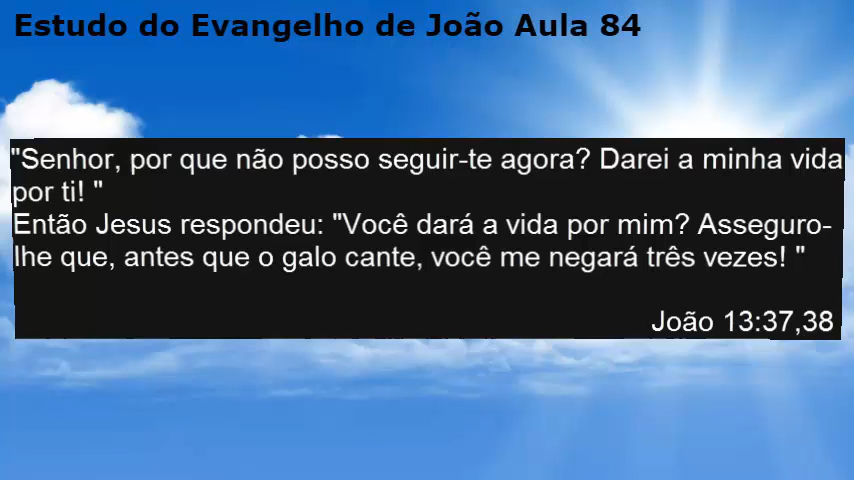 Estudo do Evangelho de João Aula 84
"Senhor, por que não posso seguir-te agora? Darei a minha vida
por ti! "
Então Jesus respondeu: "Você dará a vida por mim? Asseguro-
lhe que, antes que o galo cante, você me negará três vezes! "
João 13:37,38